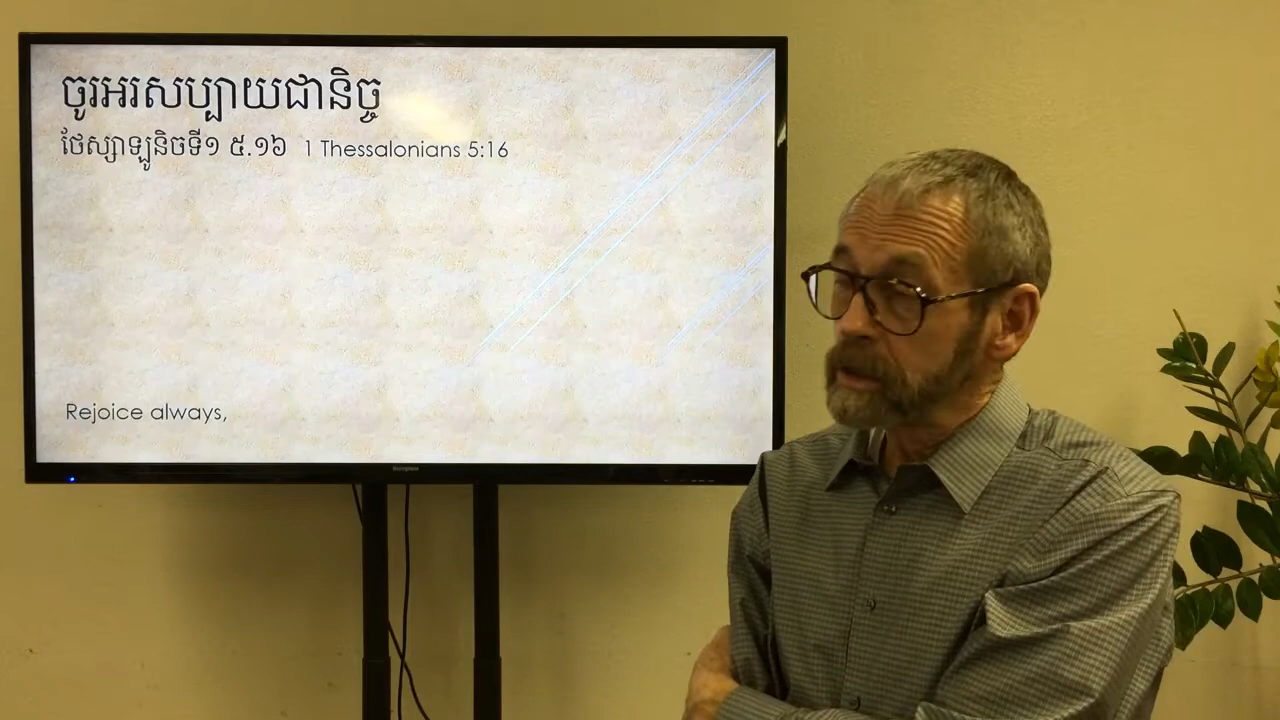 ចូរអរសប្បាយជានិច្ច
ថែស្សាឡូនិចទី១ ៥.១៦ 1 Thessalonians 5:16
Rejoice always,